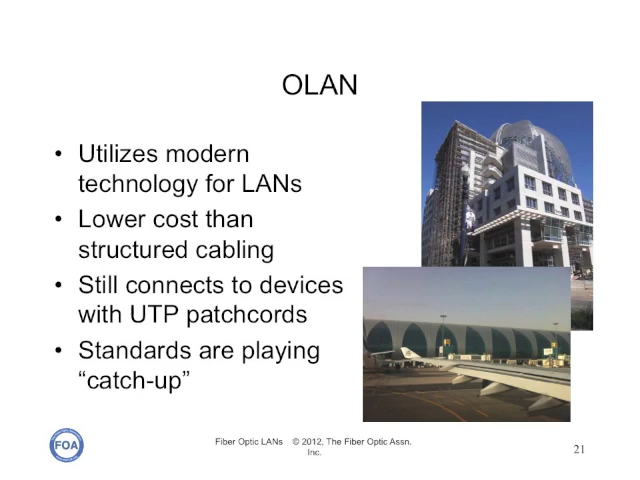 OLAN
• Utilizes modern
technology for LANs
• Lower cost than
structured cabling
• Still connects to devices
with UTP patchcords
• Standards are playing
“catch-up”
FOA
Fiber Optic LANs © 2012, The Fiber Optic Assn.
Inc.
21